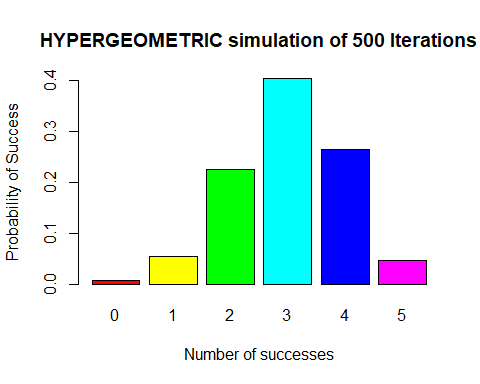 HYPERGEOMETRIC simulation of 500 Iterations
Probability of Success
0.4
0.3
0.2
0.1
0.0
0 1 2 3 4 5
Number of successes